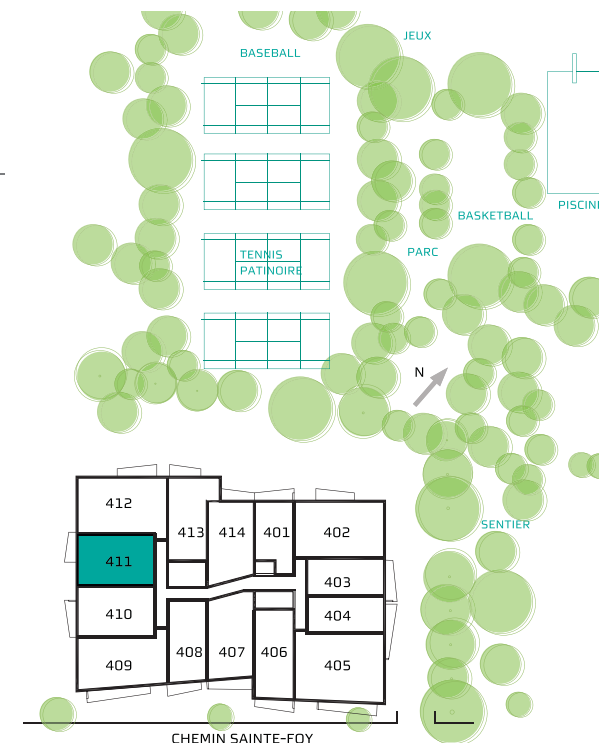 JEUX
BASEBALL
BASKETBALL
PISCIN
PARC
TENNIS
PATINOIRE
N
SENTIER
412
413
414
401
402
411
403
410
404
409
408
407
406
405
CHEMIN SAINTE-FOY